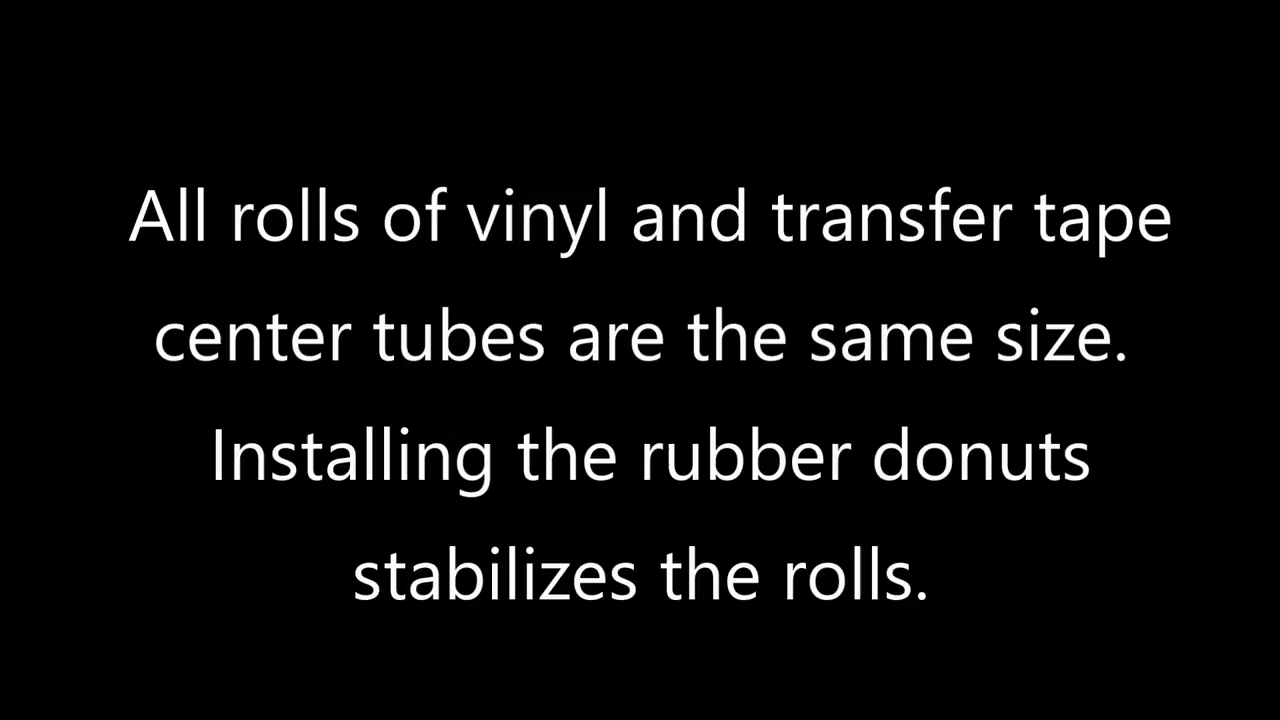 All rolls of vinyl and transfer tape
center tubes are the same size.
Installing the rubber donuts
stabilizes the rolls.